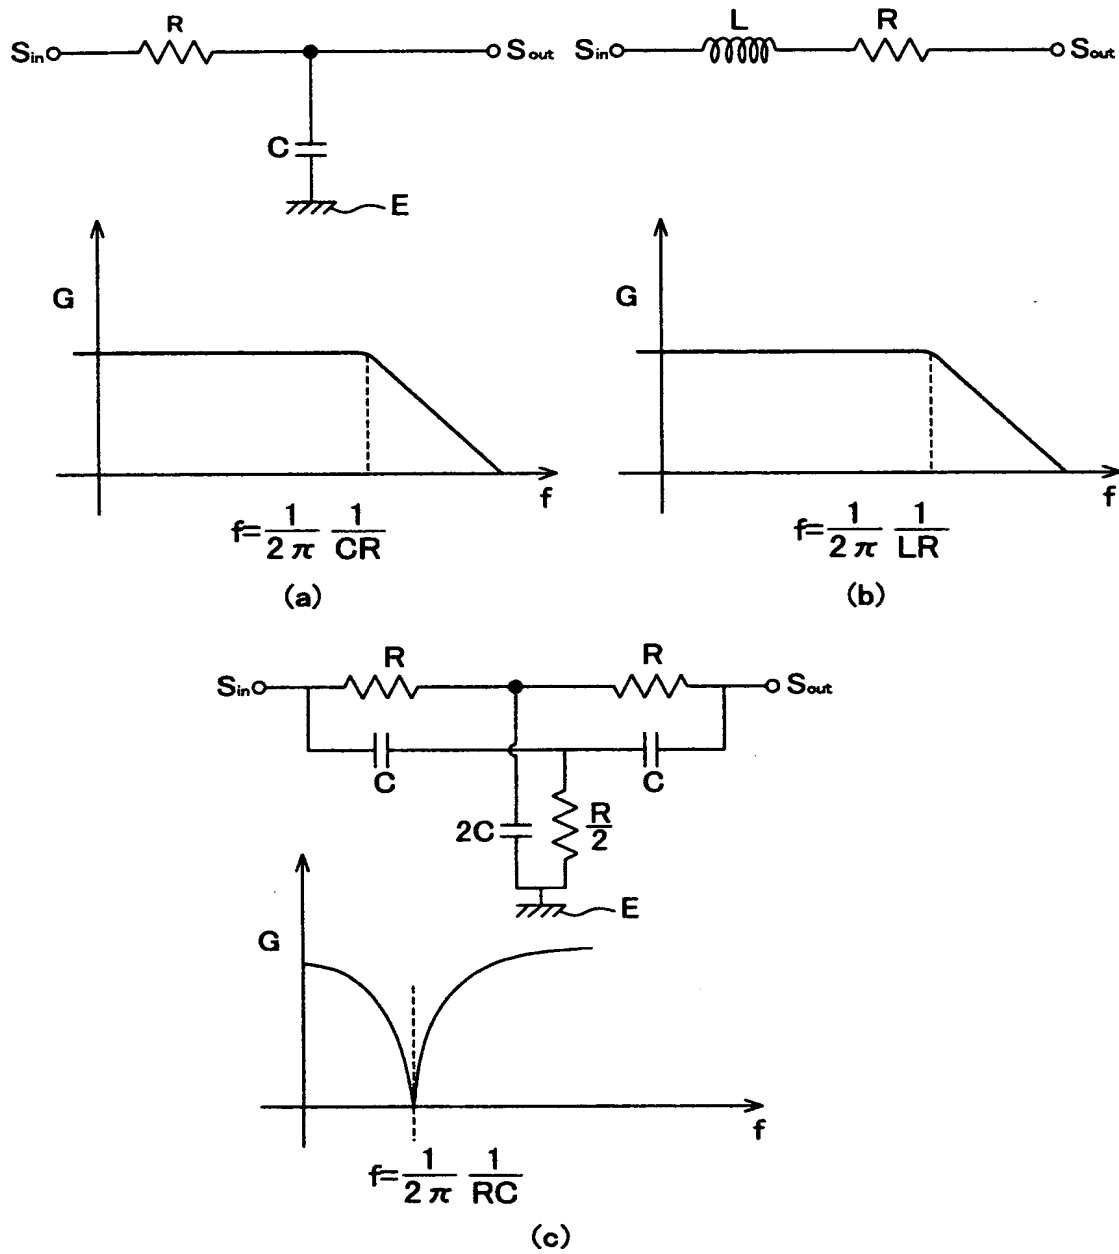 R
Sin
Sout
C
E
G
f
f=1/2π 1/CR
(a)
L
R
Sin
Sout
G
f
f=1/2π 1/LR
(b)
R
R
Sin
Sout
C
C
2C
R/2
E
G
f
f=1/2π 1/RC
(c)